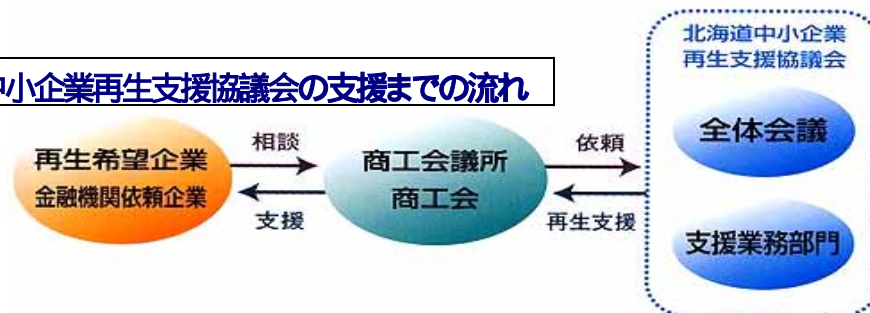 中小企業再生支援協議会の支援までの流れ
再生希望企業
金融機関依頼企業
相談
支援
商工会議所
商工会
依頼
再生支援
北海道中小企業
再生支援協議会
全体会議
支援業務部門